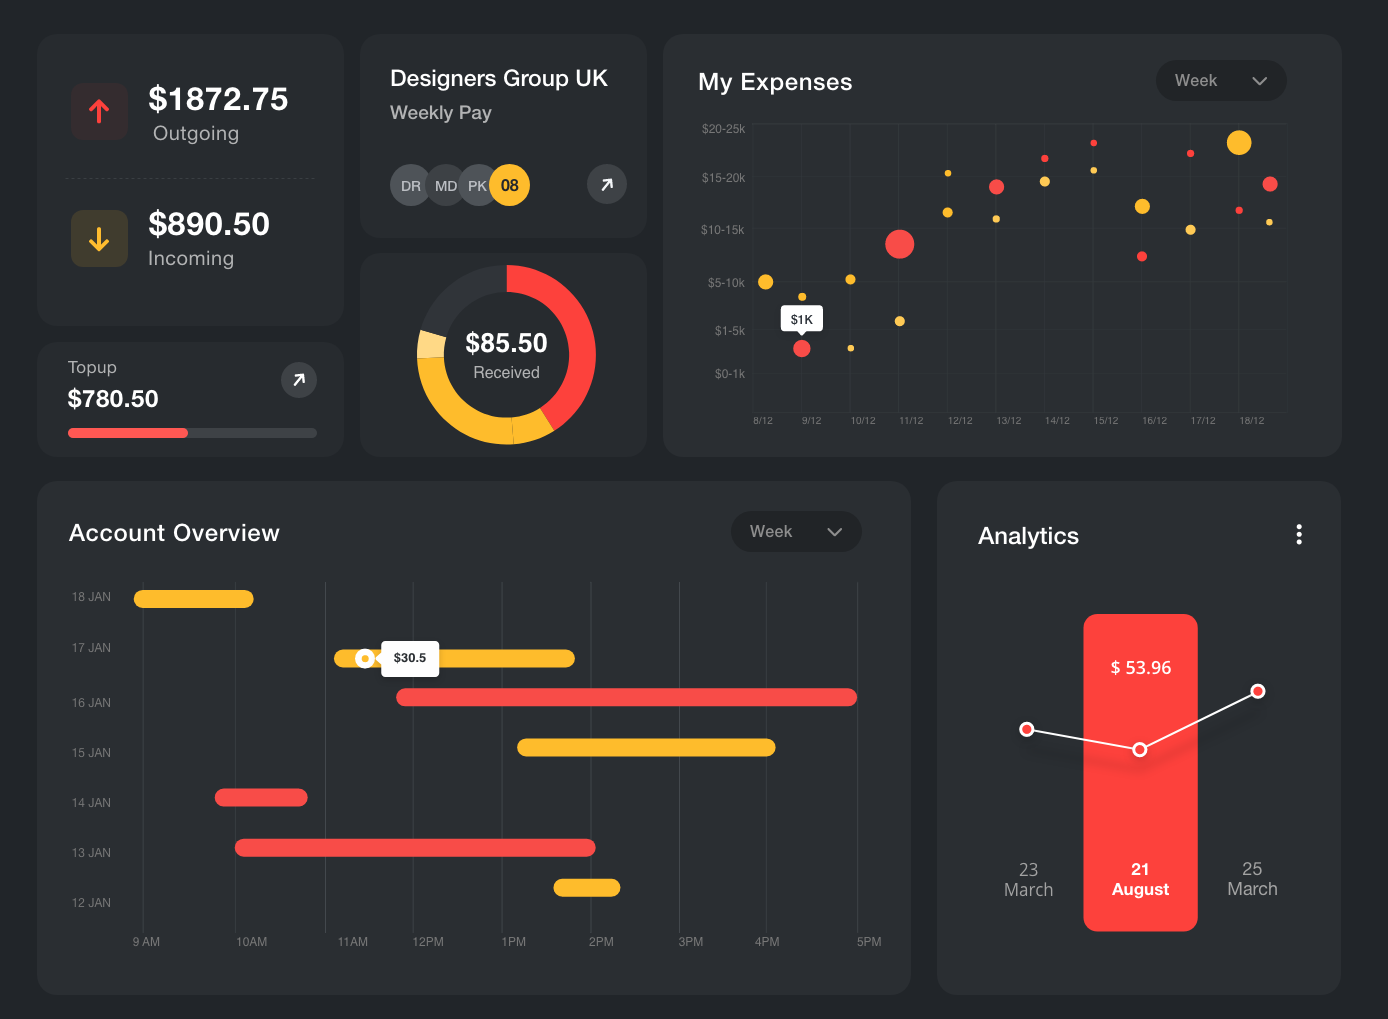 $1872.75
Outgoing
$890.50
Incoming
Topup
$780.50
Designers Group UK
Weekly Pay
DR MD PK 08
$85.50
Received
My Expenses
Week
$20-25k
$15-20k
$10-15k
$5-10k
$1-5k
$0-1k
$1K
8/12 9/12 10/12 11/12 12/12 13/12 14/12 15/12 16/12 17/12 18/12
Account Overview
Week
18 JAN
17 JAN
$30.5
16 JAN
15 JAN
14 JAN
13 JAN
12 JAN
9 AM 10AM 11AM 12PM 1PM 2PM 3PM 4PM 5PM
Analytics
$ 53.96
23
March
21
August
25
March